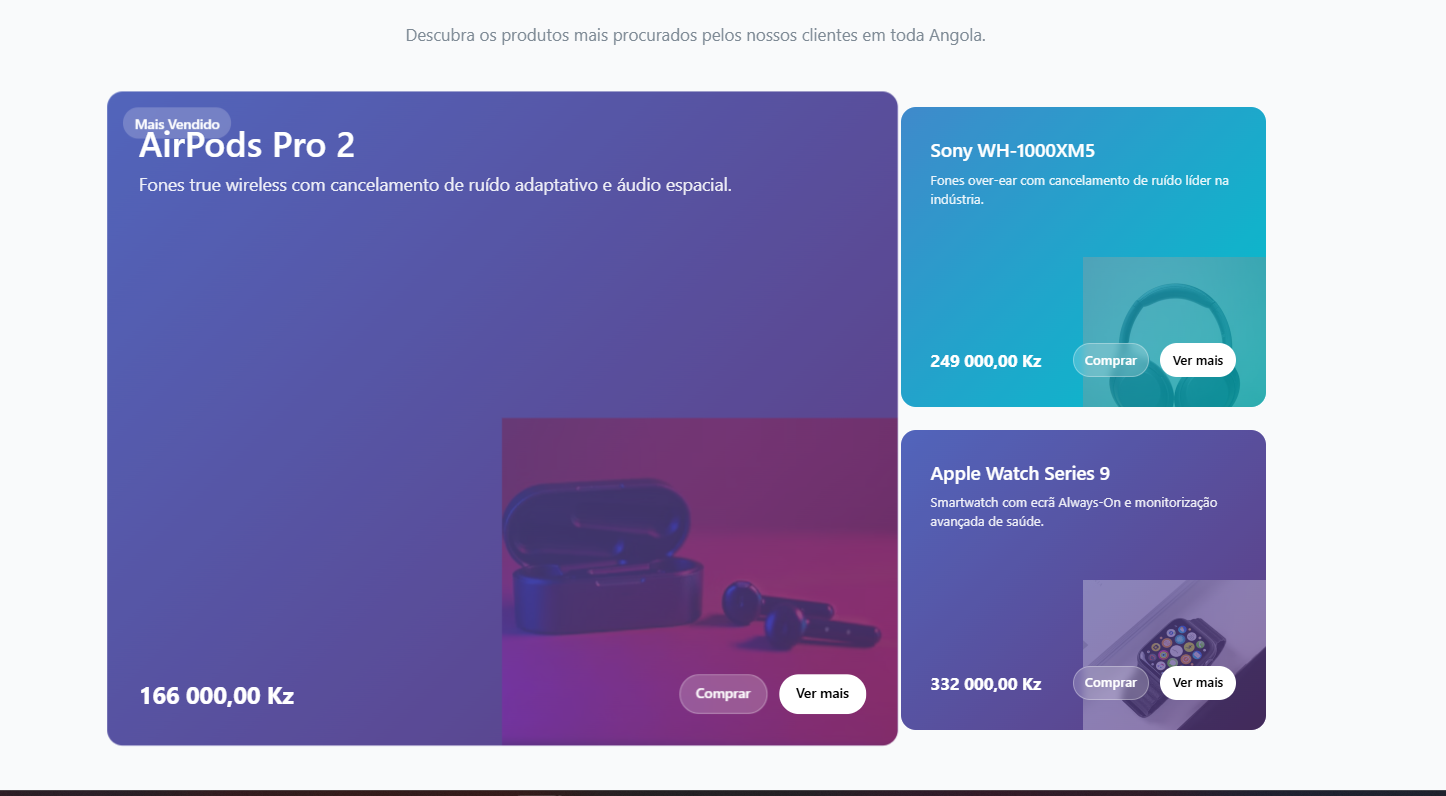 Descubra os produtos mais procurados pelos nossos clientes em toda Angola.
Mais Vendido
AirPods Pro 2
Fones true wireless com cancelamento de ruído adaptativo e áudio espacial.
166 000,00 Kz
Comprar
Ver mais
Sony WH-1000XM5
Fones over-ear com cancelamento de ruído líder na
indústria.
249 000,00 Kz
Comprar
Ver mais
Apple Watch Series 9
Smartwatch com ecrã Always-On e monitorização
avançada de saúde.
332 000,00 Kz
Comprar
Ver mais